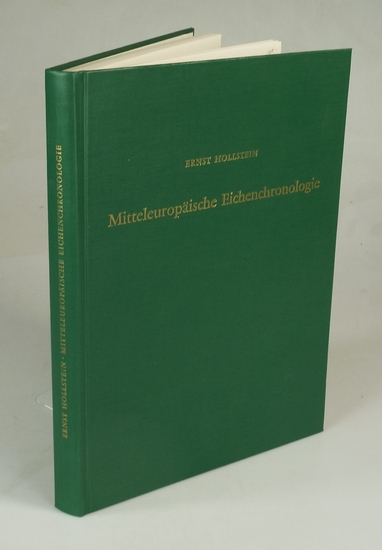 ERNST HOLLSTEIN
Mitteleuropäische Eichenchronologie
ERNST HOLLSTEIN · MITTELEUROPÄISCHE EICHENCHRONOLOGIE